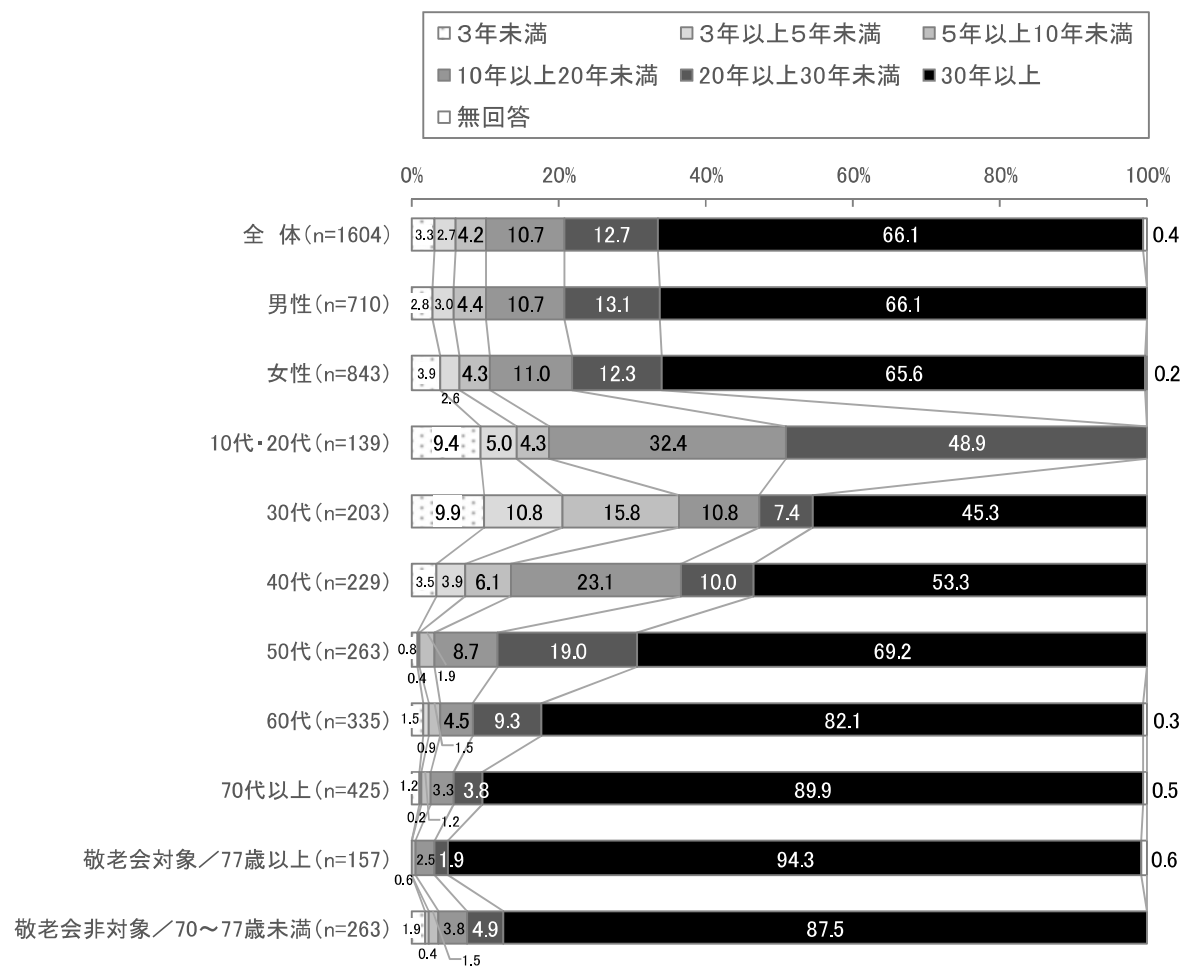 ３年未満 ３年以上５年未満 ５年以上10年未満
10年以上20年未満 20年以上30年未満 30年以上
無回答
0% 20% 40% 60% 80% 100%
全 体(n=1604) 3.3 2.7 4.2 10.7 12.7 66.1 0.4
男性(n=710) 2.8 3.0 4.4 10.7 13.1 66.1
女性(n=843) 3.9 4.3 11.0 12.3 65.6 0.2
2.6
10代・20代(n=139) 9.4 5.0 4.3 32.4 48.9
30代(n=203) 9.9 10.8 15.8 10.8 7.4 45.3
40代(n=229) 3.5 3.9 6.1 23.1 10.0 53.3
50代(n=263) 0.8 8.7 19.0 69.2
0.4 1.9
60代(n=335) 1.5 4.5 9.3 82.1 0.3
0.9 1.5
70代以上(n=425) 1.2 3.3 3.8 89.9 0.5
0.2 1.2
敬老会対象／77歳以上(n=157) 2.5 1.9 94.3 0.6
0.6
敬老会非対象／70～77歳未満(n=263) 1.9 3.8 4.9 87.5
0.4 1.5